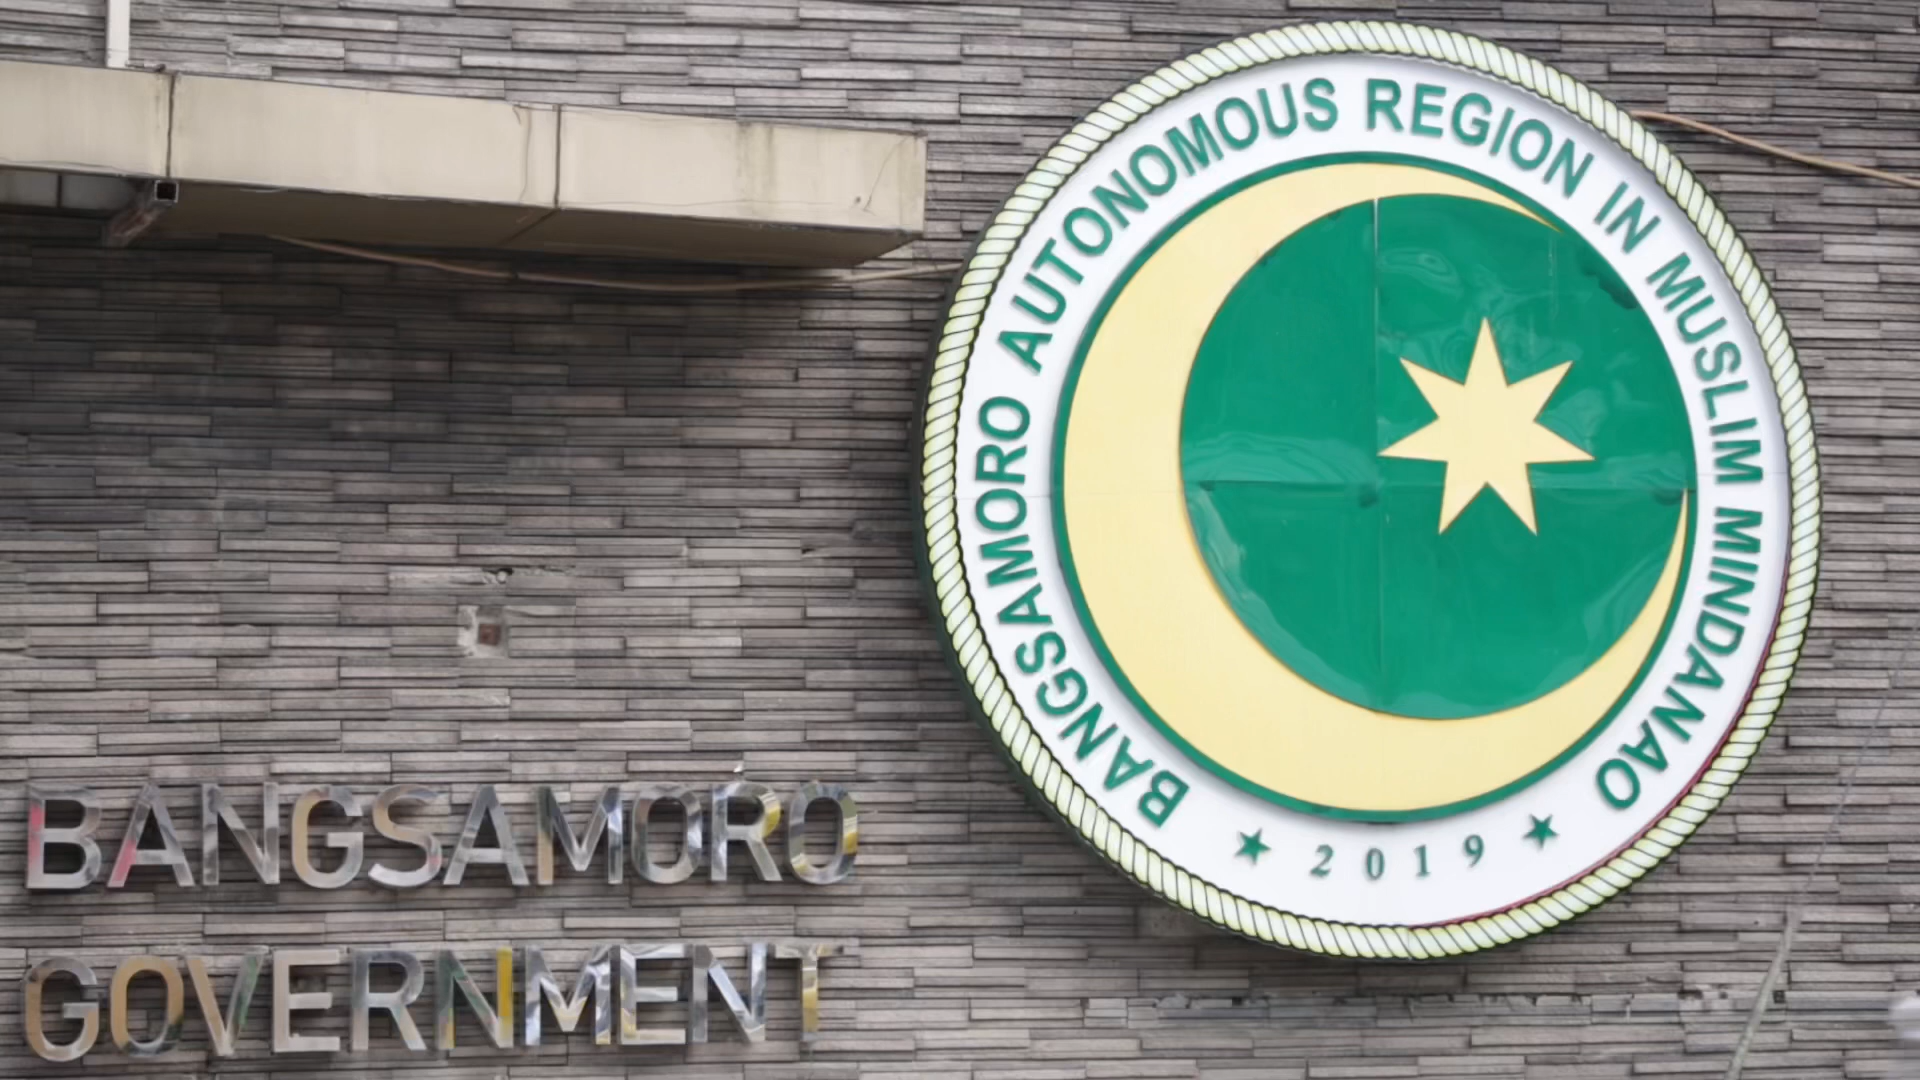 BANGSAMORO AUTONOMOUS REGION IN MUSLIM MINDANAO
2019
BANGSAMORO
GOVERNMENT